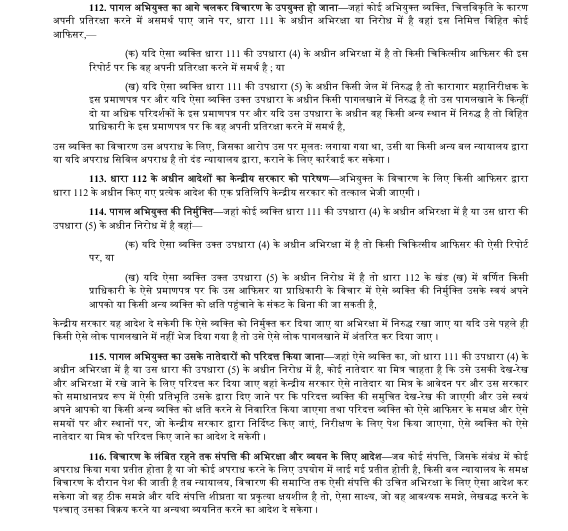 112. पागल अभियुक्त का आगे चलकर विचारण के उपयुक्त हो जाना—जहां कोई अभियुक्त व्यक्ति, चित्तविकृति के कारण
अपनी प्रतिरक्षा करने में असमर्थ पाए जाने पर, धारा 111 के अधीन अभिरक्षा या निरोध में है वहां इस निमित्त विहित कोई
आफिसर,—
(क) यदि ऐसा व्यक्ति धारा 111 की उपधारा (4) के अधीन अभिरक्षा में है तो किसी चिकित्सीय आफिसर की इस
रिपोर्ट पर कि वह अपनी प्रतिरक्षा करने में समर्थ है ; या
(ख) यदि ऐसा व्यक्ति धारा 111 की उपधारा (5) के अधीन किसी जेल में निरुद्ध है तो कारागार महानिरीक्षक के
इस प्रमाणपत्र पर और यदि ऐसा व्यक्ति उक्त उपधारा के अधीन किसी पागलखाने में निरुद्ध है तो उस पागलखाने के किन्हीं
दो या अधिक परिदर्शकों के इस प्रमाणपत्र पर और यदि उस उपधारा के अधीन वह किसी अन्य स्थान में निरुद्ध है तो विहित
प्राधिकारी के इस प्रमाणपत्र पर कि वह अपनी प्रतिरक्षा करने में समर्थ है,
उस व्यक्ति का विचारण उस अपराध के लिए, जिसका आरोप उस पर मूलतः लगाया गया था, उसी या किसी अन्य बल न्यायालय द्वारा
या यदि अपराध सिविल अपराध है तो दंड न्यायालय द्वारा, कराने के लिए कार्रवाई कर सकेगा ।
113. धारा 112 के अधीन आदेशों का केन्द्रीय सरकार को पारेषण—अभियुक्त के विचारण के लिए किसी आफिसर द्वारा
धारा 112 के अधीन किए गए प्रत्येक आदेश की एक प्रतिलिपि केन्द्रीय सरकार को तत्काल भेजी जाएगी ।
114. पागल अभियुक्त की निर्मुक्ति—जहां कोई व्यक्ति धारा 111 की उपधारा (4) के अधीन अभिरक्षा में है या उस धारा की
उपधारा (5) के अधीन निरोध में है वहां—
(क) यदि ऐसा व्यक्ति उक्त उपधारा (4) के अधीन अभिरक्षा में है तो किसी चिकित्सीय आफिसर की ऐसी रिपोर्ट
पर, या
(ख) यदि ऐसा व्यक्ति उक्त उपधारा (5) के अधीन निरोध में है तो धारा 112 के खंड (ख) में वर्णित किसी
प्राधिकारी के ऐसे प्रमाणपत्र पर कि उस आफिसर या प्राधिकारी के विचार में ऐसे व्यक्ति की निर्मुक्ति उसके स्वयं अपने
आपको या किसी अन्य व्यक्ति को क्षति पहुंचाने के संकट के बिना की जा सकती है,
केन्द्रीय सरकार यह आदेश दे सकेगी कि ऐसे व्यक्ति को निर्मुक्त कर दिया जाए या अभिरक्षा में निरुद्ध रखा जाए या यदि उसे पहले ही
किसी ऐसे लोक पागलखाने में नहीं भेज दिया गया है तो उसे ऐसे लोक पागलखाने में अंतरित कर दिया जाए ।
115. पागल अभियुक्त का उसके नातेदारों को परिदत्त किया जाना—जहां ऐसे व्यक्ति का, जो धारा 111 की उपधारा (4) के
अधीन अभिरक्षा में है या उस धारा की उपधारा (5) के अधीन निरोध में है, कोई नातेदार या मित्र चाहता है कि उसे उसकी देख-रेख
और अभिरक्षा में रखे जाने के लिए परिदत्त कर दिया जाए वहां केन्द्रीय सरकार ऐसे नातेदार या मित्र के आवेदन पर और उस सरकार
को समाधानप्रद रूप में ऐसी प्रतिभूति उसके द्वारा दिए जाने पर कि परिदत्त व्यक्ति की समुचित देख-रेख की जाएगी और उसे स्वयं
अपने आपको या किसी अन्य व्यक्ति को क्षति करने से निवारित किया जाएगा तथा परिदत्त व्यक्ति को ऐसे आफिसर के समक्ष और ऐसे
समयों पर और स्थानों पर, जो केन्द्रीय सरकार द्वारा निर्दिष्ट किए जाएं, निरीक्षण के लिए पेश किया जाएगा, ऐसे व्यक्ति को ऐसे
नातेदार या मित्र को परिदत्त किए जाने का आदेश दे सकेगी ।
116. विचारण के लंबित रहने तक संपत्ति की अभिरक्षा और व्ययन के लिए आदेश—जब कोई संपत्ति, जिसके संबंध में कोई
अपराध किया गया प्रतीत होता है या जो कोई अपराध करने के लिए उपयोग में लाई गई प्रतीत होती है, किसी बल न्यायालय के समक्ष
विचारण के दौरान पेश की जाती है तब न्यायालय, विचारण की समाप्ति तक ऐसी संपत्ति की उचित अभिरक्षा के लिए ऐसा आदेश कर
सकेगा जो वह ठीक समझे और यदि संपत्ति शीघ्रतया या प्रकृत्या क्षयशील है तो, ऐसा साक्ष्य, जो वह आवश्यक समझे, लेखबद्ध करने के
पश्चात् उसका विक्रय करने या अन्यथा व्ययनित करने का आदेश दे सकेगा ।